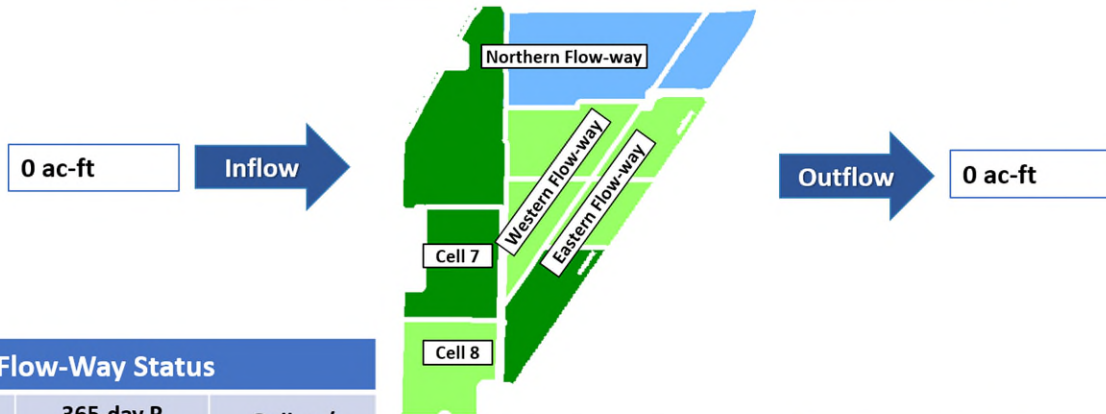 Northern Flow-way
0 ac-ft
Inflow
Western Flow-way
Eastern Flow-way
Outflow
0 ac-ft
Cell 7
Cell 8
Flow-Way Status
365-day P